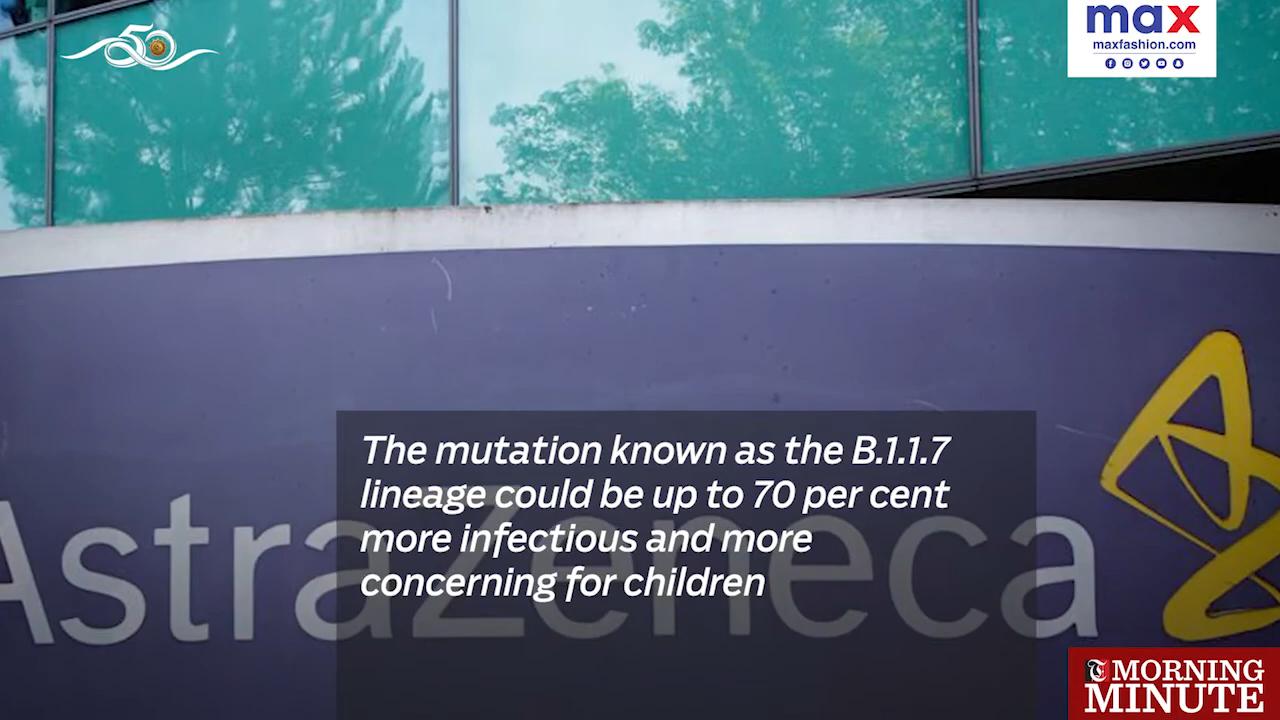 50
max
maxfashion.com
The mutation known as the B.1.1.7
lineage could be up to 70 per cent
more infectious and more
concerning for children
AstraZeneca
T MORNING
MINUTE